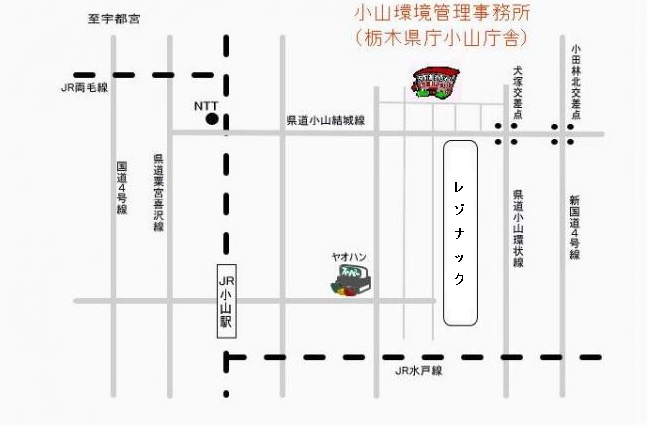 小山環境管理事務所
（栃木県庁小山庁舎）
至宇都宮
小田林北交差点
犬塚交差点
JR両毛線
NTT
県道小山結城線
国道４号線
県道粟宮喜沢線
レゾナック
県道小山環状線
新国道４号線
ヤオハン
JR小山駅
JR水戸線